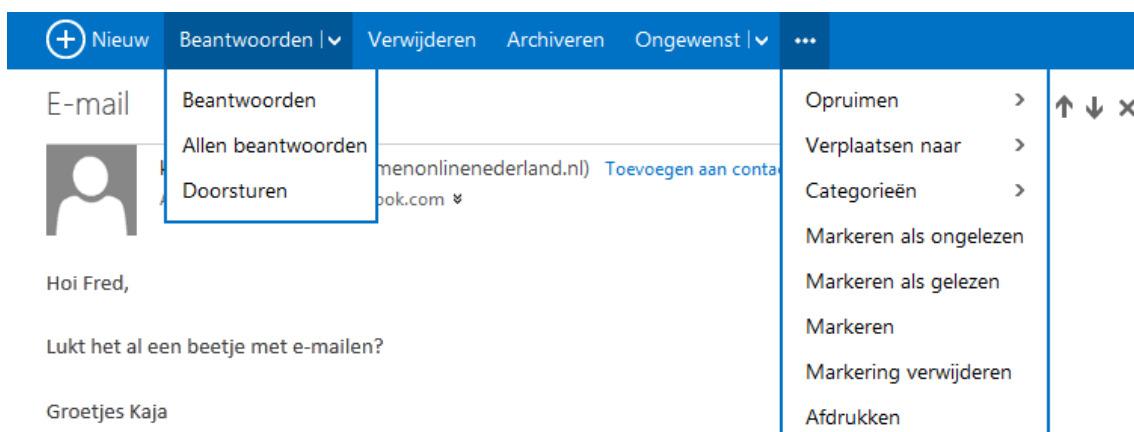 Nieuw Beantwoorden Verwijderen Archiveren Ongewenst ...
E-mail
Beantwoorden
Allen beantwoorden
Doorsturen
menonlinenederland.nl) Toevoegen aan conta
ook.com
Opruimen
Verplaatsen naar
Categorieën
Markeren als ongelezen
Markeren als gelezen
Markeren
Markering verwijderen
Afdrukken
Hoi Fred,
Lukt het al een beetje met e-mailen?
Groetjes Kaja